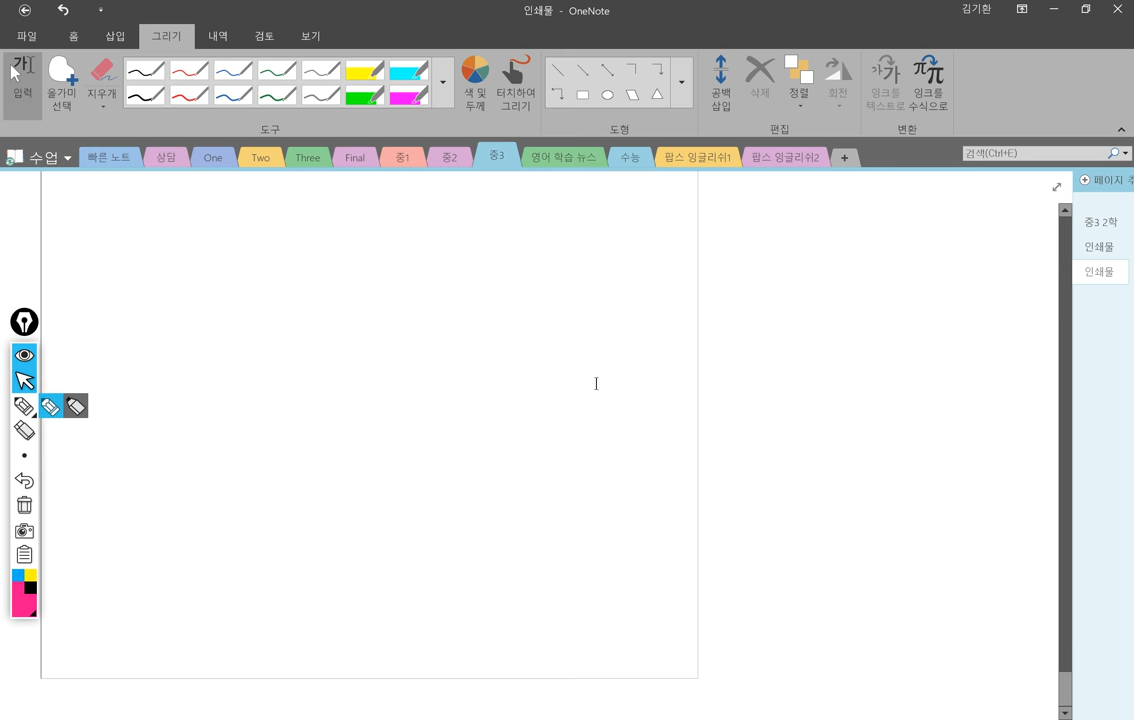 인쇄물 - OneNote
김기환
파일 홈 삽입 그리기 내역 검토 보기
가
입력
올가미
선택
지우개
색 및
두께
터치하여
그리기
도구
도형
공백
삽입
삭제
정렬
회전
편집
가가
잉크를
텍스트로
ππ
잉크를
수식으로
변환
수업
빠른 노트 상담 One Two Three Final 중1 중2 중3 영어 학습 뉴스 수능 팝스 잉글리쉬1 팝스 잉글리쉬2 +
검색(Ctrl+E)
페이지 추
중3 2학
인쇄물
인쇄물